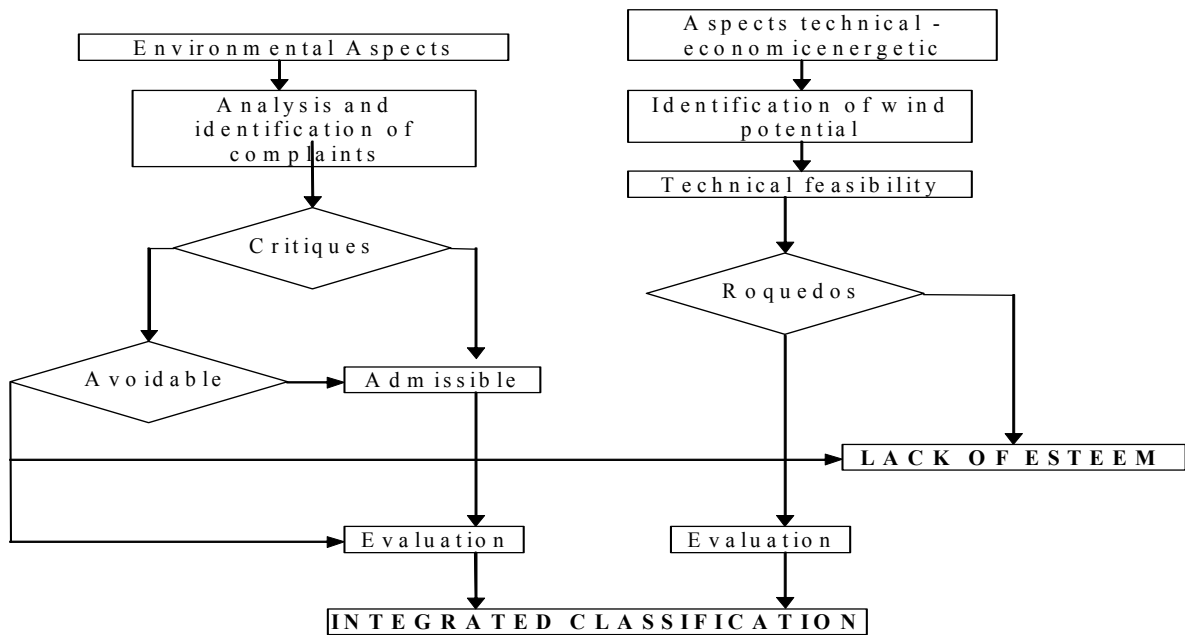 Environmental Aspects
Analysis and
identification of
complaints
Critiques
Avoidable
Admissible
Evaluation
Aspects technical -
economicenergetic
Identification of wind
potential
Technical feasibility
Roquedos
LACK OF ESTEEM
Evaluation
INTEGRATED CLASSIFICATION